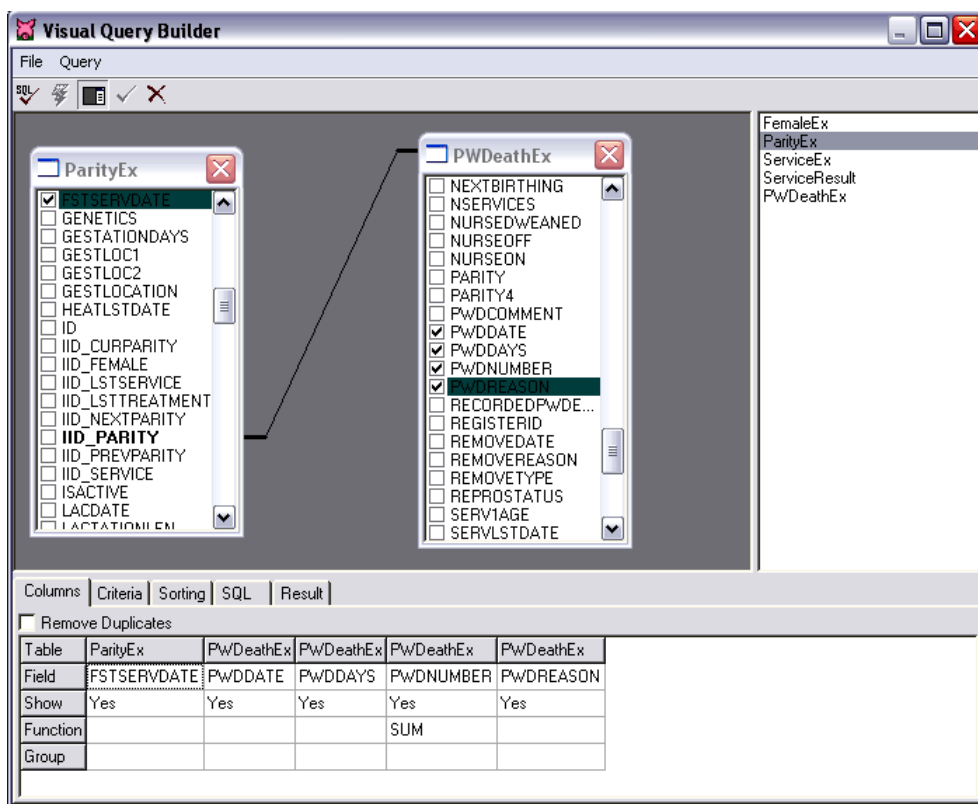 Visual Query Builder
File Query
SQL
ParityEx
FSTSERVDATE
GENETICS
GESTATIONDAYS
GESTLOC1
GESTLOC2
GESTLOCATION
HEATLSTDATE
ID
IID_CURPARITY
IID_FEMALE
IID_LSTSERVICE
IID_LSTTREATMENT
IID_NEXTPARITY
IID_PARITY
IID_PREVPARITY
IID_SERVICE
ISACTIVE
LACDATE
LACTATIONLEN
PWDeathEx
NEXTBIRTHING
NSERVICES
NURSEDWEANED
NURSEOFF
NURSEON
PARITY
PARITY4
PWDCOMMENT
PWDDATE
PWDDAYS
PWDNUMBER
PWDREASON
RECORDEDPWDE...
REGISTERID
REMOVEDATE
REMOVEREASON
REMOVETYPE
REPROSTATUS
SERV1AGE
SERVLSTDATE
FemaleEx
ParityEx
ServiceEx
ServiceResult
PWDeathEx
Columns Criteria Sorting SQL Result
Remove Duplicates
Table ParityEx PWDeathEx PWDeathEx PWDeathEx PWDeathEx
Field FSTSERVDATE PWDDATE PWDDAYS PWDNUMBER PWDREASON
Show Yes Yes Yes Yes Yes
Function SUM
Group